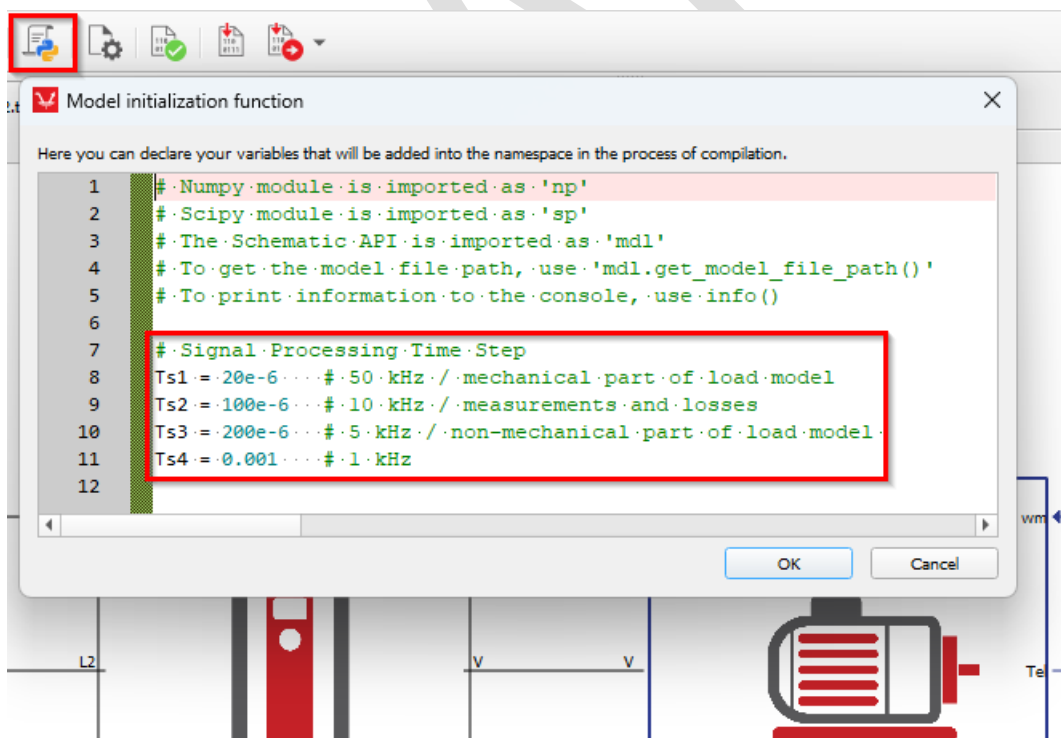 2.t
Model initialization function
Here you can declare your variables that will be added into the namespace in the process of compilation.
1 # Numpy module is imported as 'np'
2 # Scipy module is imported as 'sp'
3 # The Schematic API is imported as 'mdl'
4 # To get the model file path, use 'mdl.get_model_file_path()'
5 # To print information to the console, use info()
6
7 # Signal Processing Time Step
8 Ts1 = 20e-6    # 50 kHz / mechanical part of load model
9 Ts2 = 100e-6   # 10 kHz / measurements and losses
10 Ts3 = 200e-6   # 5 kHz / non-mechanical part of load model
11 Ts4 = 0.001    # 1 kHz
12
wm
OK Cancel
L2 V V Tel